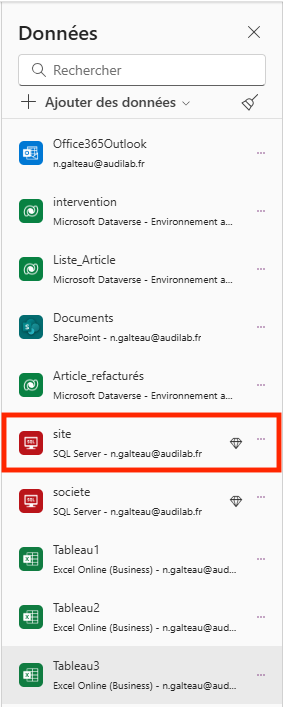 Données
Rechercher
Ajouter des données
Office365Outlook
n.galteau@audilab.fr
intervention
Microsoft Dataverse - Environnement a...
Liste_Article
Microsoft Dataverse - Environnement a...
Documents
SharePoint - n.galteau@audilab.fr
Article_refacturés
Microsoft Dataverse - Environnement a...
site
SQL Server - n.galteau@audilab.fr
societe
SQL Server - n.galteau@audilab.fr
Tableau1
Excel Online (Business) - n.galteau@aud...
Tableau2
Excel Online (Business) - n.galteau@aud...
Tableau3
Excel Online (Business) - n.galteau@aud...